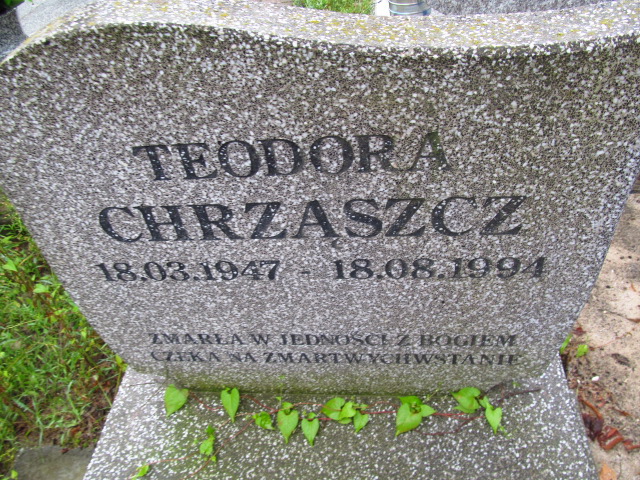 TEODORA
CHRZĄSZCZ
18.03.1947 - 18.08.1994
ZMARŁA W JEDNOŚCI Z BOGIEM
CZEKA NA ZMARTWYCHWSTANIE